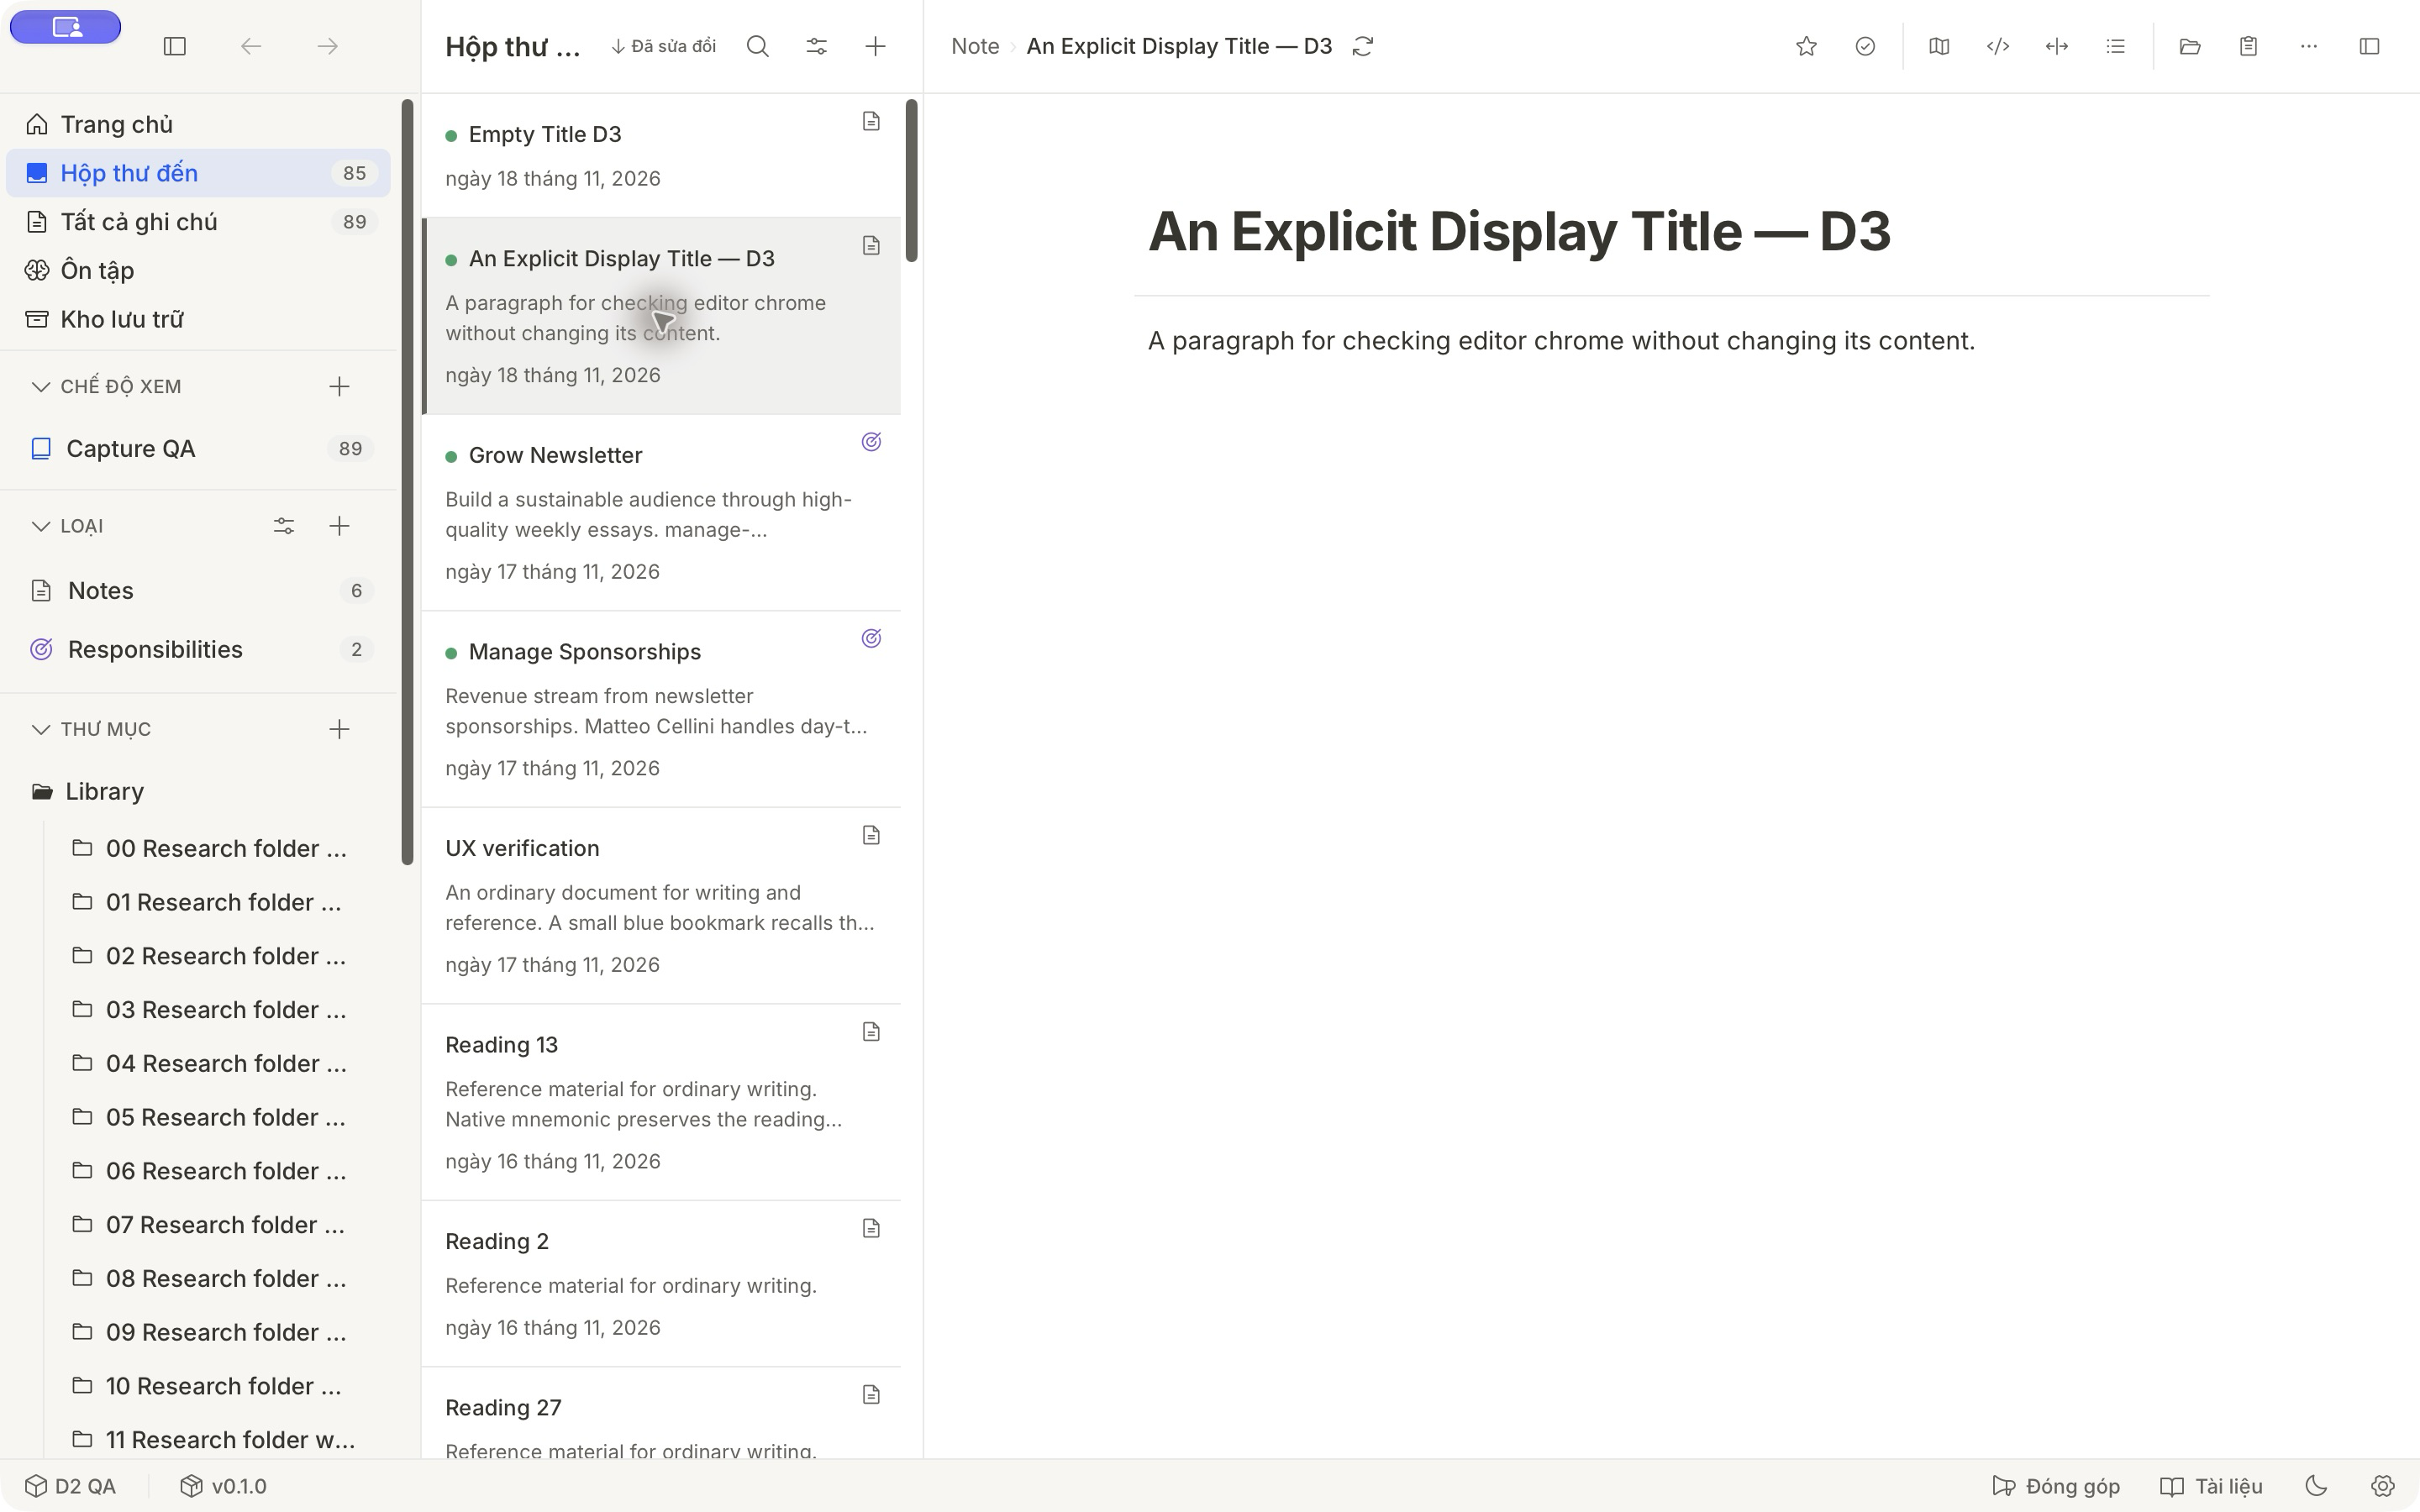 Hộp thư ...
Đã sửa đổi
Note
An Explicit Display Title — D3
Trang chủ
Hộp thư đến
85
Tất cả ghi chú
89
Ôn tập
Kho lưu trữ
CHẾ ĐỘ XEM
Capture QA
89
LOẠI
Notes
6
Responsibilities
2
THƯ MỤC
Library
00 Research folder ...
01 Research folder ...
02 Research folder ...
03 Research folder ...
04 Research folder ...
05 Research folder ...
06 Research folder ...
07 Research folder ...
08 Research folder ...
09 Research folder ...
10 Research folder ...
11 Research folder w...
Empty Title D3
ngày 18 tháng 11, 2026
An Explicit Display Title — D3
A paragraph for checking editor chrome
without changing its content.
ngày 18 tháng 11, 2026
Grow Newsletter
Build a sustainable audience through high-
quality weekly essays. manage-...
ngày 17 tháng 11, 2026
Manage Sponsorships
Revenue stream from newsletter
sponsorships. Matteo Cellini handles day-t...
ngày 17 tháng 11, 2026
UX verification
An ordinary document for writing and
reference. A small blue bookmark recalls th...
ngày 17 tháng 11, 2026
Reading 13
Reference material for ordinary writing.
Native mnemonic preserves the reading...
ngày 16 tháng 11, 2026
Reading 2
Reference material for ordinary writing.
ngày 16 tháng 11, 2026
Reading 27
Reference material for ordinary writing.
An Explicit Display Title — D3
A paragraph for checking editor chrome without changing its content.
D2 QA
v0.1.0
Đóng góp
Tài liệu